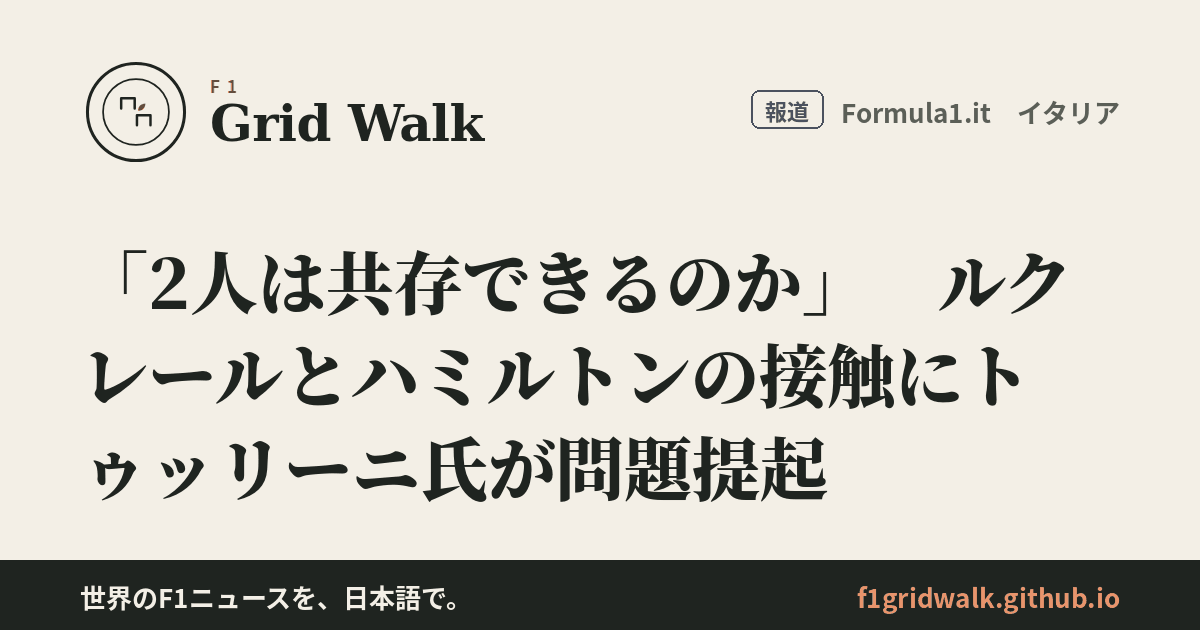 F1
Grid Walk
報道 Formula1.it イタリア
「2人は共存できるのか」 ルク
レールとハミルトンの接触にト
ゥッリーニ氏が問題提起
世界のF1ニュースを、日本語で。
f1gridwalk.github.io